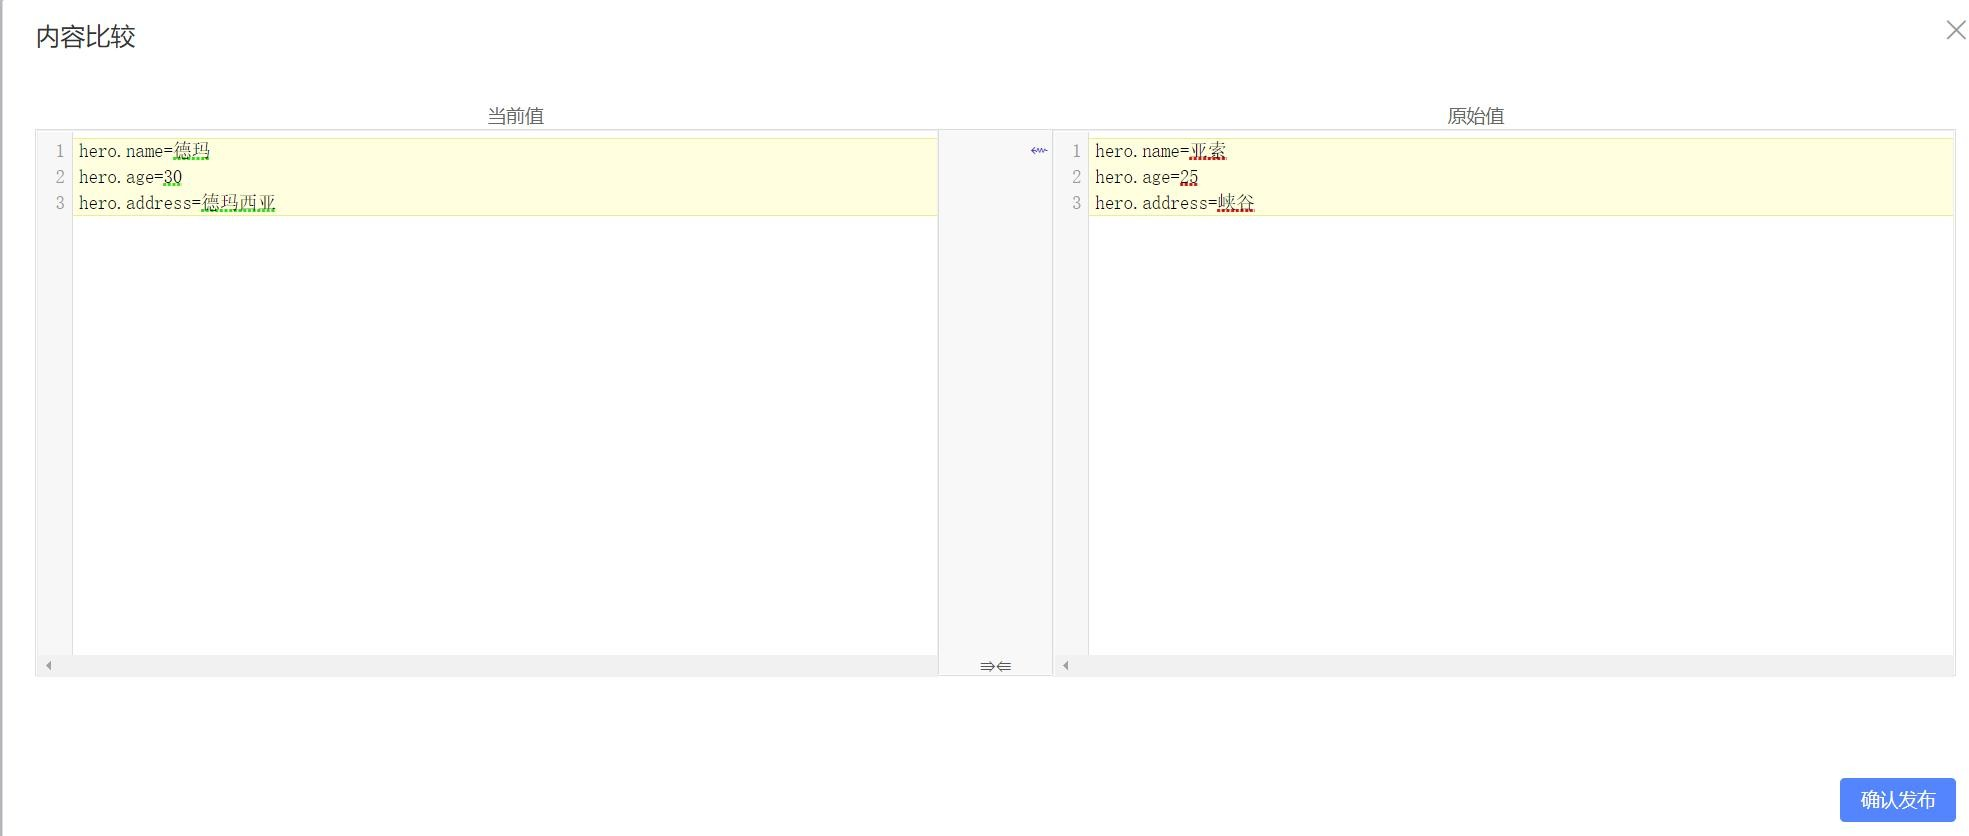 内容比较
当前值
1 hero.name=德玛
2 hero.age=30
3 hero.address=德玛西亚
原始值
1 hero.name=亚索
2 hero.age=25
3 hero.address=峡谷
确认发布